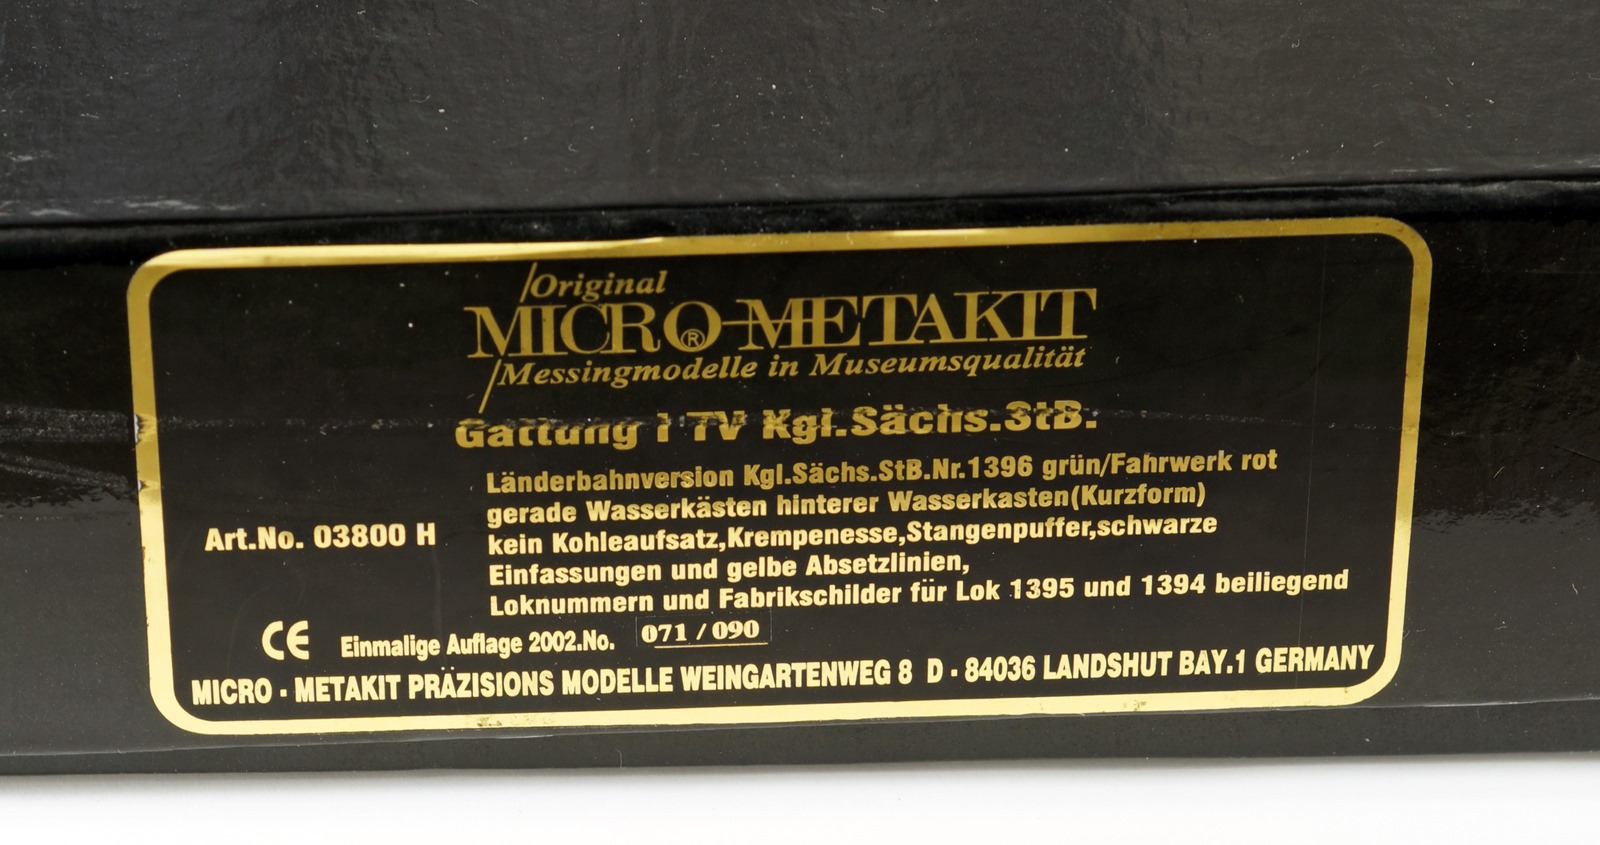 Original
MICRO-METAKIT
®
Messingmodelle in Museumsqualität
Gattung I TV Kgl.Sächs.StB.
Länderbahnversion Kgl.Sächs.StB.Nr.1396 grün/Fahrwerk rot
gerade Wasserkästen hinterer Wasserkasten(Kurzform)
Art.No. 03800 H
kein Kohleaufsatz,Krempenesse,Stangenpuffer,schwarze
Einfassungen und gelbe Absetzlinien,
Loknummern und Fabrikschilder für Lok 1395 und 1394 beiliegend
CE Einmalige Auflage 2002.No. 071 / 090
MICRO - METAKIT PRÄZISIONS MODELLE WEINGARTENWEG 8 D - 84036 LANDSHUT BAY.1 GERMANY